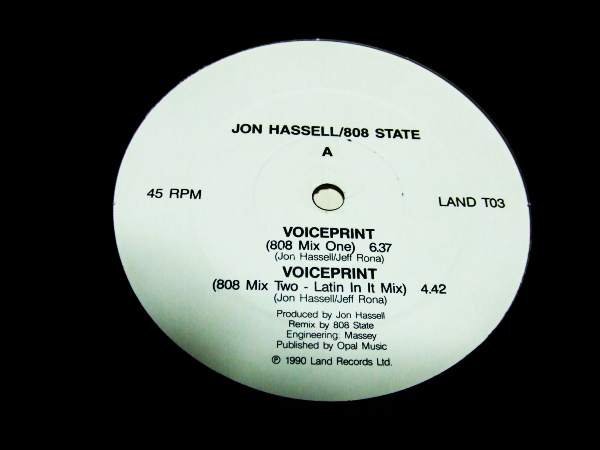 JON HASSELL/808 STATE
A
45 RPM
LAND T03
VOICEPRINT
(808 Mix One) 6.37
(Jon Hassell/Jeff Rona)
VOICEPRINT
(808 Mix Two - Latin In It Mix) 4.42
(Jon Hassell/Jeff Rona)
Produced by Jon Hassell
Remix by 808 State
Engineering: Massey
Published by Opal Music
℗ 1990 Land Records Ltd.